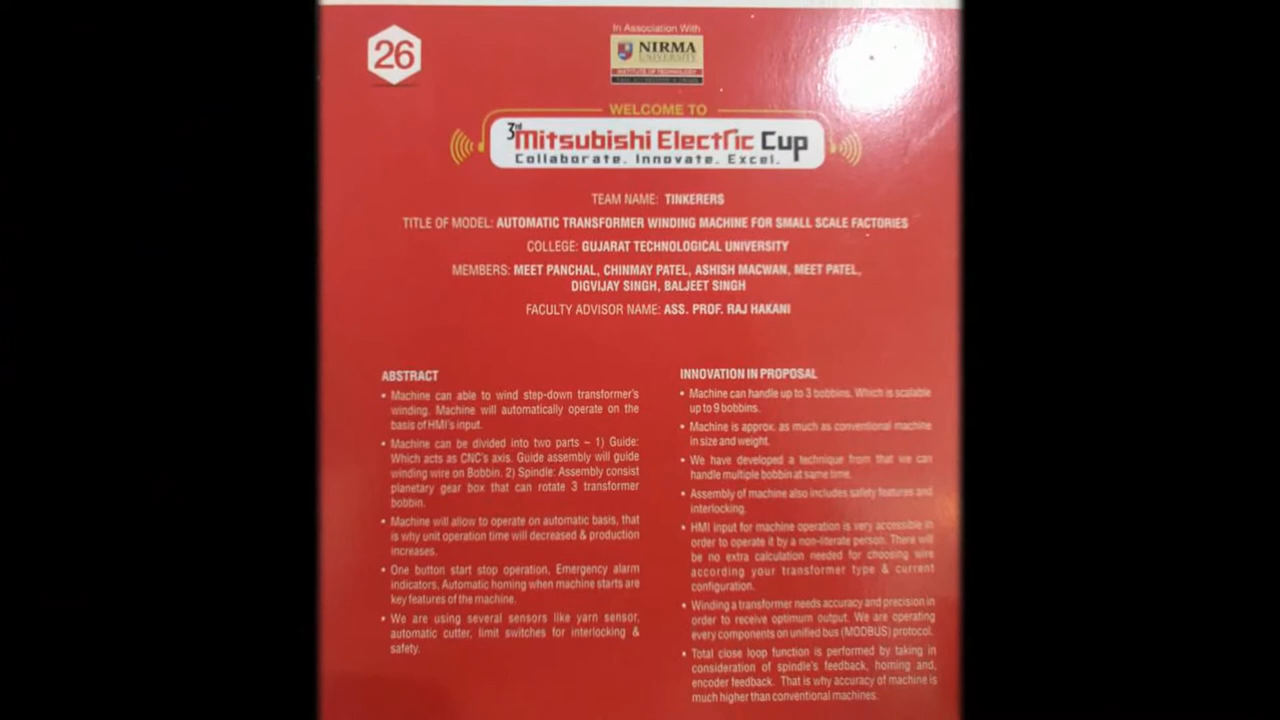 26
In Association With
NIRMA
UNIVERSITY
INSTITUTE OF TECHNOLOGY
WELCOME TO
3rd Mitsubishi Electric Cup
Collaborate. Innovate. Excel.
TEAM NAME: TINKERERS
TITLE OF MODEL: AUTOMATIC TRANSFORMER WINDING MACHINE FOR SMALL SCALE FACTORIES
COLLEGE: GUJARAT TECHNOLOGICAL UNIVERSITY
MEMBERS: MEET PANCHAL, CHINMAY PATEL, ASHISH MACWAN, MEET PATEL,
DIGVIJAY SINGH, BALJEET SINGH
FACULTY ADVISOR NAME: ASS. PROF. RAJ HAKANI
ABSTRACT
• Machine can able to wind step-down transformer's
winding. Machine will automatically operate on the
basis of HMI's input.
• Machine can be divided into two parts ~ 1) Guide:
Which acts as CNC's axis. Guide assembly will guide
winding wire on Bobbin. 2) Spindle: Assembly consist
planetary gear box that can rotate 3 transformer
bobbin.
• Machine will allow to operate on automatic basis, that
is why unit operation time will decreased & production
increases.
• One button start stop operation, Emergency alarm
indicators, Automatic homing when machine starts are
key features of the machine.
• We are using several sensors like yarn sensor,
automatic cutter, limit switches for interlocking &
safety.
INNOVATION IN PROPOSAL
• Machine can handle up to 3 bobbins. Which is scalable
up to 9 bobbins.
• Machine is approx. as much as conventional machine
in size and weight.
• We have developed a technique from that we can
handle multiple bobbin at same time.
• Assembly of machine also includes safety features and
interlocking.
• HMI input for machine operation is very accessible in
order to operate it by a non-literate person. There will
be no extra calculation needed for choosing wire
according your transformer type & current
configuration.
• Winding a transformer needs accuracy and precision in
order to receive optimum output. We are operating
every components on unified bus (MODBUS) protocol.
• Total close loop function is performed by taking in
consideration of spindle's feedback, homing and,
encoder feedback. That is why accuracy of machine is
much higher than conventional machines.